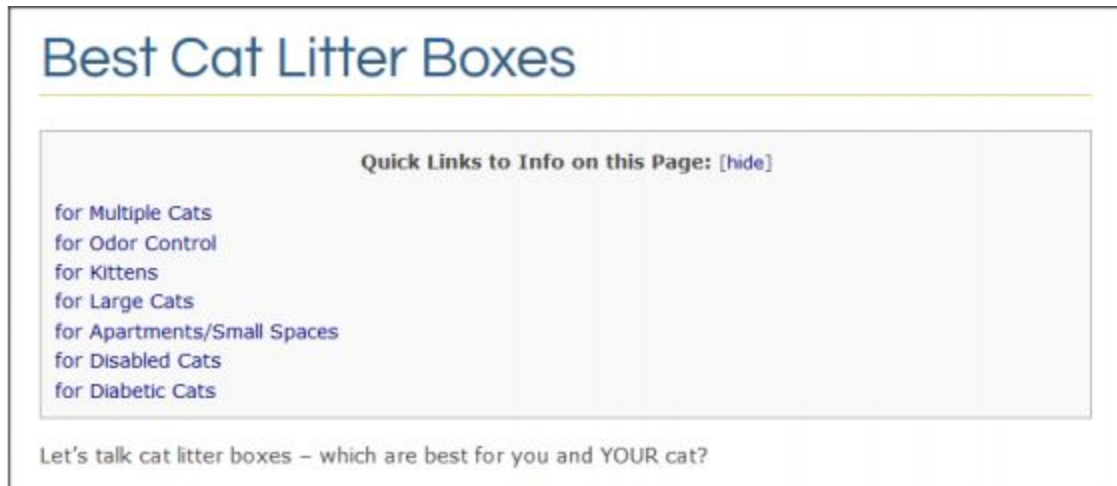 Best Cat Litter Boxes
Quick Links to Info on this Page: [hide]
for Multiple Cats
for Odor Control
for Kittens
for Large Cats
for Apartments/Small Spaces
for Disabled Cats
for Diabetic Cats
Let's talk cat litter boxes – which are best for you and YOUR cat?